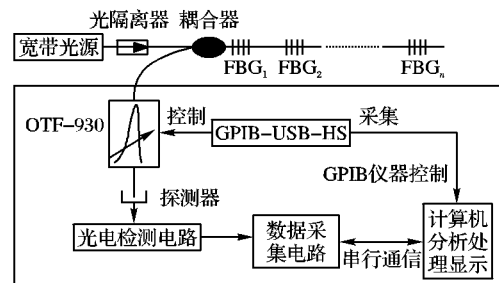 光隔离器 耦合器
宽带光源
FBG1 FBG2 FBGn
OTF-930
控制
GPIB-USB-HS
采集
GPIB仪器控制
探测器
光电检测电路
数据采
集电路
串行通信
计算机
分析处
理显示